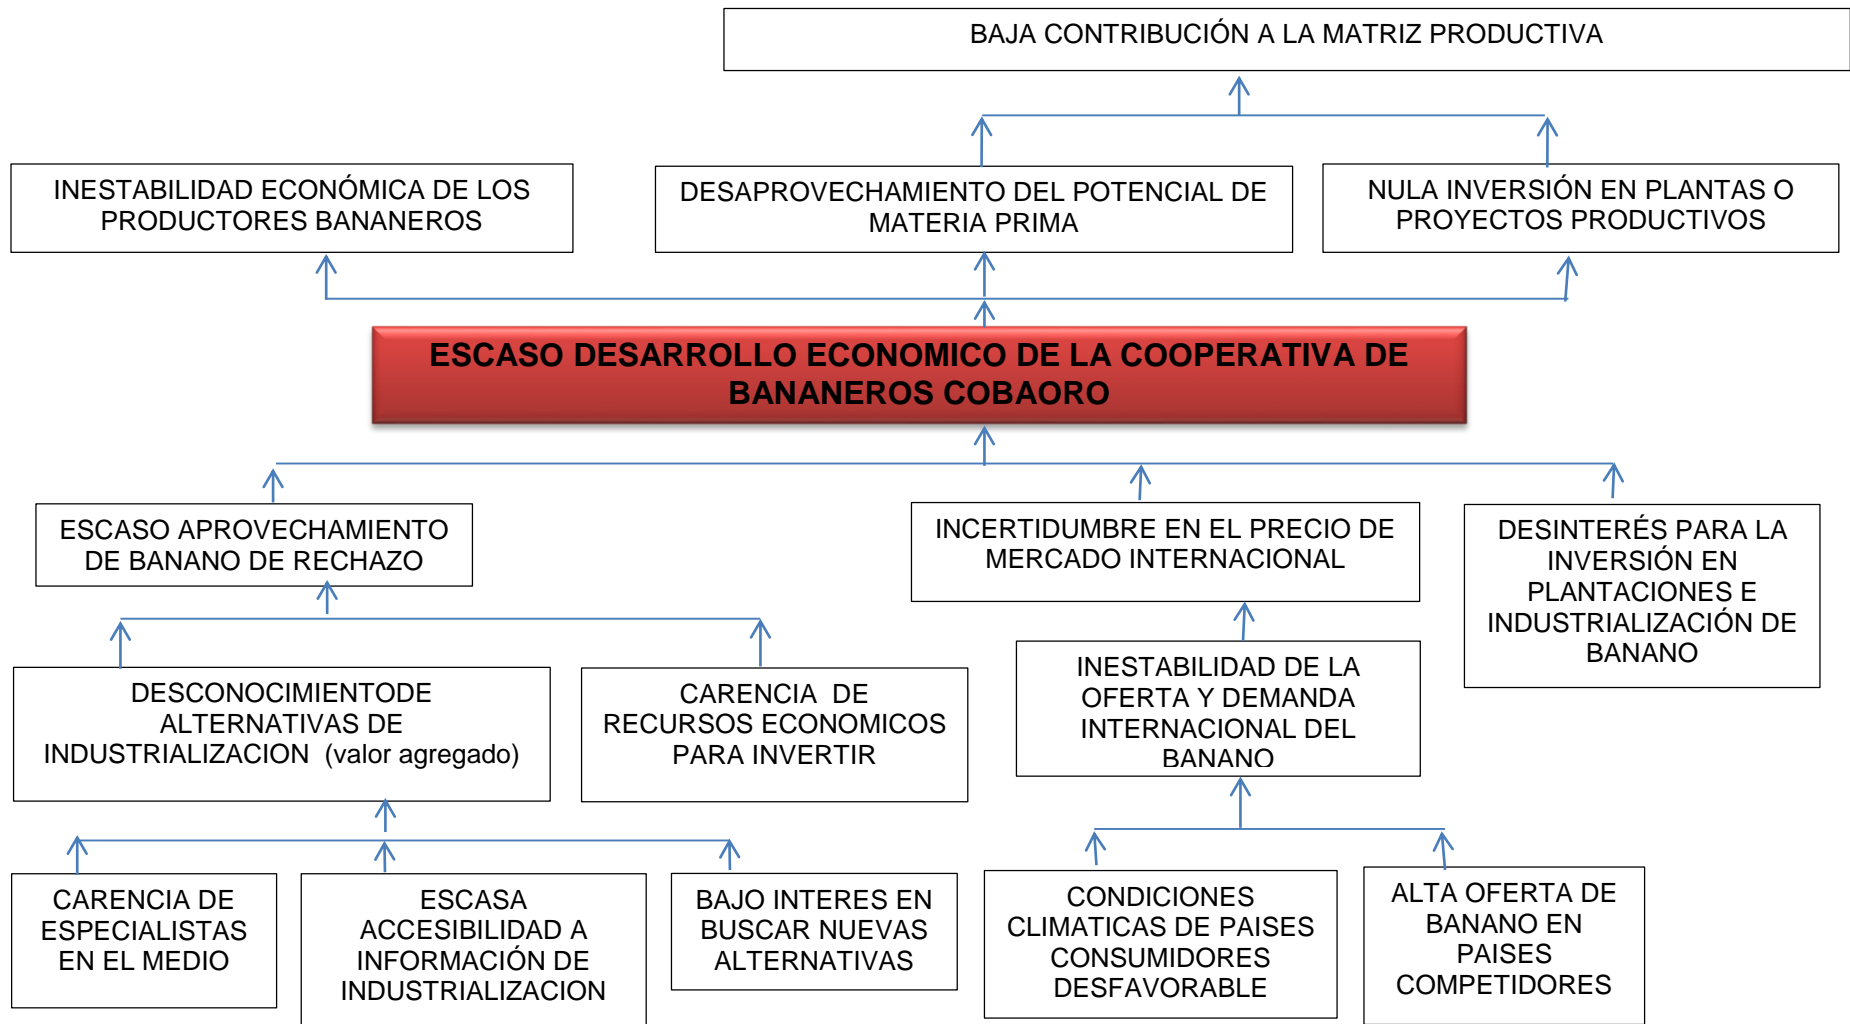 BAJA CONTRIBUCIÓN A LA MATRIZ PRODUCTIVA
INESTABILIDAD ECONÓMICA DE LOS
PRODUCTORES BANANEROS
DESAPROVECHAMIENTO DEL POTENCIAL DE
MATERIA PRIMA
NULA INVERSIÓN EN PLANTAS O
PROYECTOS PRODUCTIVOS
ESCASO DESARROLLO ECONOMICO DE LA COOPERATIVA DE
BANANEROS COBAORO
ESCASO APROVECHAMIENTO
DE BANANO DE RECHAZO
INCERTIDUMBRE EN EL PRECIO DE
MERCADO INTERNACIONAL
DESINTERÉS PARA LA
INVERSIÓN EN
PLANTACIONES E
INDUSTRIALIZACIÓN DE
BANANO
DESCONOCIMIENTODE
ALTERNATIVAS DE
INDUSTRIALIZACION (valor agregado)
CARENCIA DE
RECURSOS ECONOMICOS
PARA INVERTIR
INESTABILIDAD DE LA
OFERTA Y DEMANDA
INTERNACIONAL DEL
BANANO
CARENCIA DE
ESPECIALISTAS
EN EL MEDIO
ESCASA
ACCESIBILIDAD A
INFORMACIÓN DE
INDUSTRIALIZACION
BAJO INTERES EN
BUSCAR NUEVAS
ALTERNATIVAS
CONDICIONES
CLIMATICAS DE PAISES
CONSUMIDORES
DESFAVORABLE
ALTA OFERTA DE
BANANO EN
PAISES
COMPETIDORES